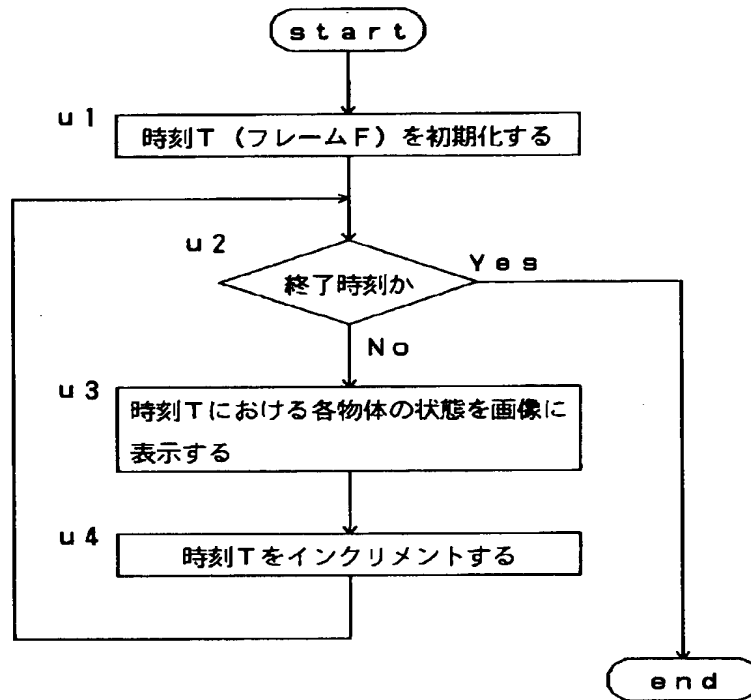 start
u1
時刻T(フレームF)を初期化する
u2
終了時刻か
Yes
No
u3
時刻Tにおける各物体の状態を画像に
表示する
u4
時刻Tをインクリメントする
end